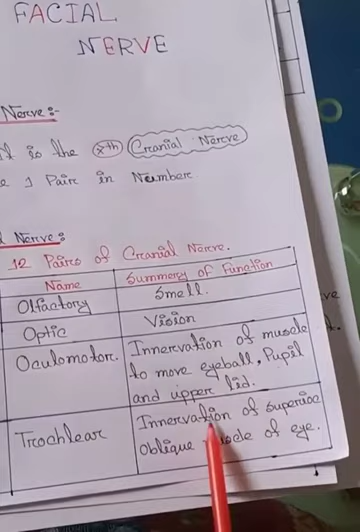 FACIAL
NERVE
Nerve :-
It is the Cranial Nerve
1 Pair in Number
Nerve :
12 Pairs of Cranial Nerve.
Name Summery of Function
Olfactory Smell.
Optic Vision
Oculomotor. Innervation of muscle
to move eyeball, Pupil
and upper lid.
Trochlear Innervation of superior
oblique of eye.